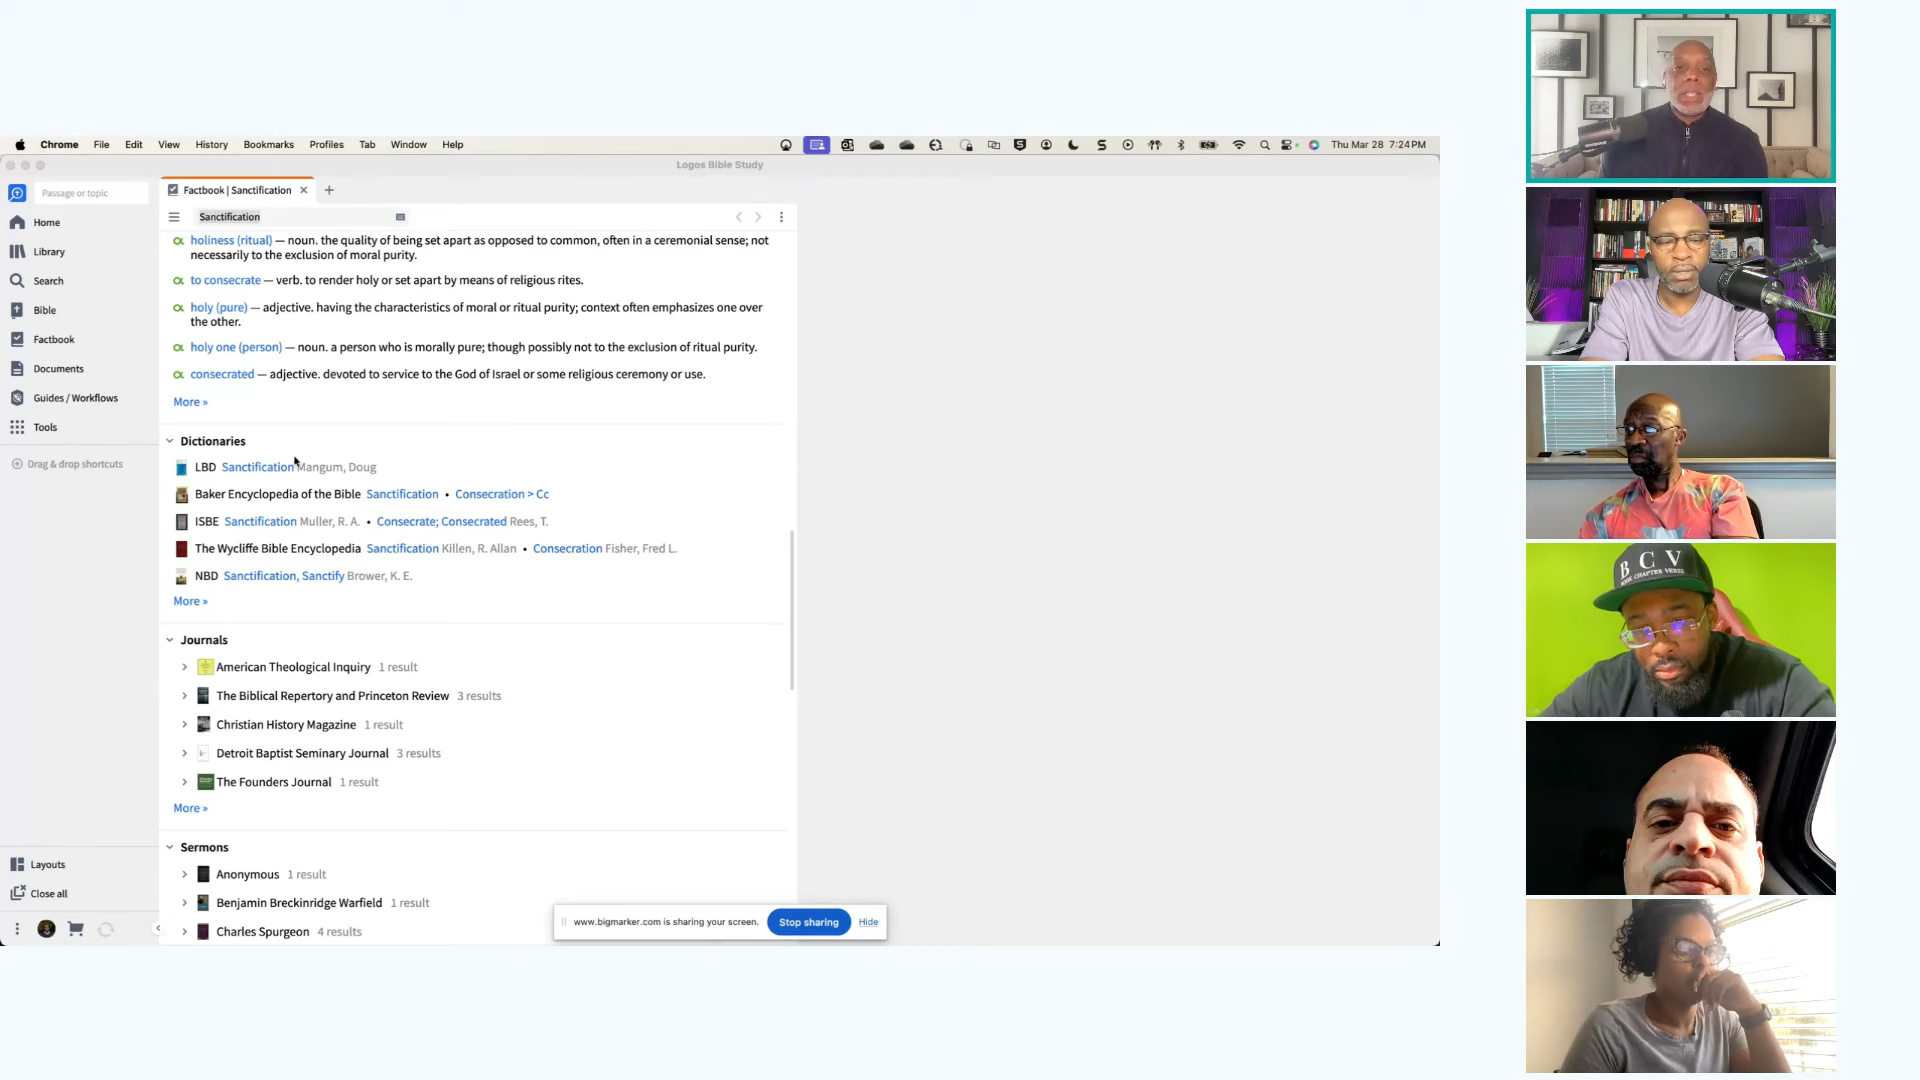 Chrome File Edit View History Bookmarks Profiles Tab Window Help
Thu Mar 28 7:24 PM
Logos Bible Study
Passage or topic
Home
Library
Search
Bible
Factbook
Documents
Guides / Workflows
Tools
Drag & drop shortcuts
Layouts
Close all
Factbook | Sanctification
Sanctification
holiness (ritual) — noun. the quality of being set apart as opposed to common, often in a ceremonial sense; not
necessarily to the exclusion of moral purity.
to consecrate — verb. to render holy or set apart by means of religious rites.
holy (pure) — adjective. having the characteristics of moral or ritual purity; context often emphasizes one over
the other.
holy one (person) — noun. a person who is morally pure; though possibly not to the exclusion of ritual purity.
consecrated — adjective. devoted to service to the God of Israel or some religious ceremony or use.
More »
Dictionaries
LBD Sanctification Mangum, Doug
Baker Encyclopedia of the Bible Sanctification • Consecration > Cc
ISBE Sanctification Muller, R. A. • Consecrate; Consecrated Rees, T.
The Wycliffe Bible Encyclopedia Sanctification Killen, R. Allan • Consecration Fisher, Fred L.
NBD Sanctification, Sanctify Brower, K. E.
More »
Journals
American Theological Inquiry 1 result
The Biblical Repertory and Princeton Review 3 results
Christian History Magazine 1 result
Detroit Baptist Seminary Journal 3 results
The Founders Journal 1 result
More »
Sermons
Anonymous 1 result
Benjamin Breckinridge Warfield 1 result
Charles Spurgeon 4 results
www.bigmarker.com is sharing your screen. Stop sharing Hide
BCV
BOOK CHAPTER VERSE